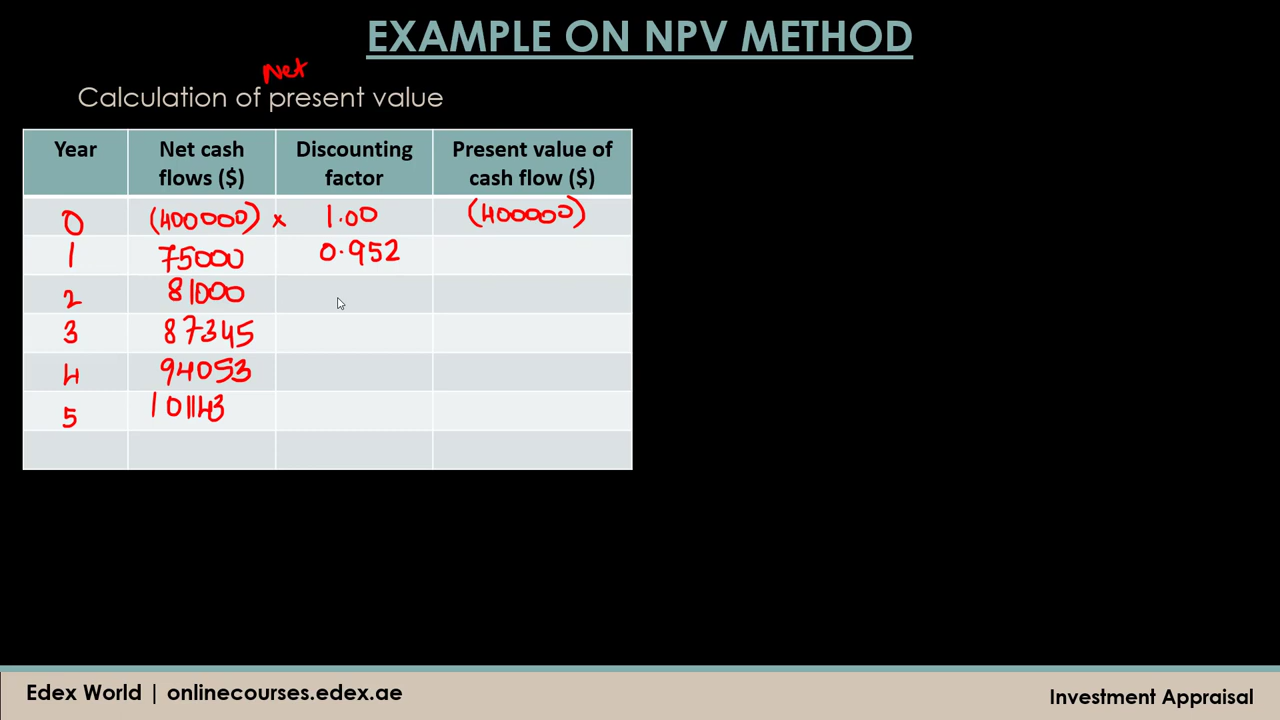 EXAMPLE ON NPV METHOD
Net
Calculation of present value
Year Net cash flows ($) Discounting factor Present value of cash flow ($)
0 (400000) x 1.00 (400000)
1 75000 0.952
2 81000
3 87345
4 94053
5 101143
Edex World | onlinecourses.edex.ae
Investment Appraisal